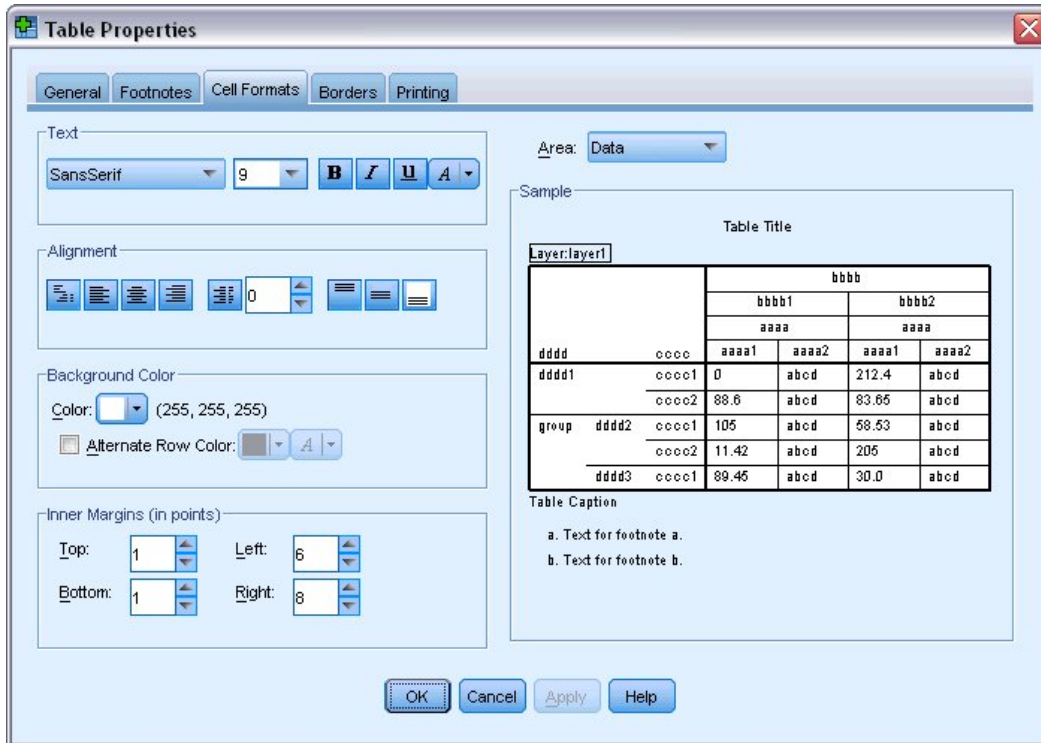 Table Properties
General Footnotes Cell Formats Borders Printing
Text
SansSerif 9 B I U A
Alignment
0
Background Color
Color: (255, 255, 255)
Alternate Row Color: A
Inner Margins (in points)
Top: 1 Left: 6
Bottom: 1 Right: 8
Area: Data
Sample
Table Title
Layer:layer1
bbbb
bbbb1 bbbb2
aaaa aaaa
dddd cccc aaaa1 aaaa2 aaaa1 aaaa2
dddd1 cccc1 0 abcd 212.4 abcd
cccc2 88.6 abcd 83.65 abcd
group dddd2 cccc1 105 abcd 58.53 abcd
cccc2 11.42 abcd 205 abcd
dddd3 cccc1 89.45 abcd 30.0 abcd
Table Caption
a. Text for footnote a.
b. Text for footnote b.
OK Cancel Apply Help